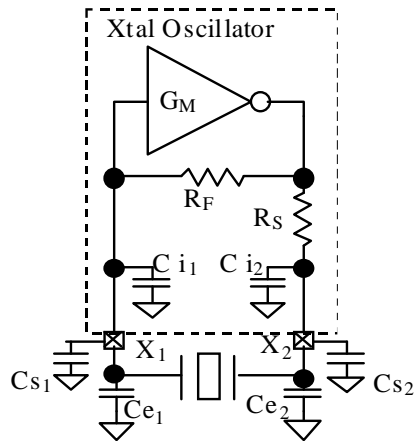 Xtal Oscillator
GM
RF
RS
C i1
C i2
X1
X2
Cs1
Cs2
Ce1
Ce2